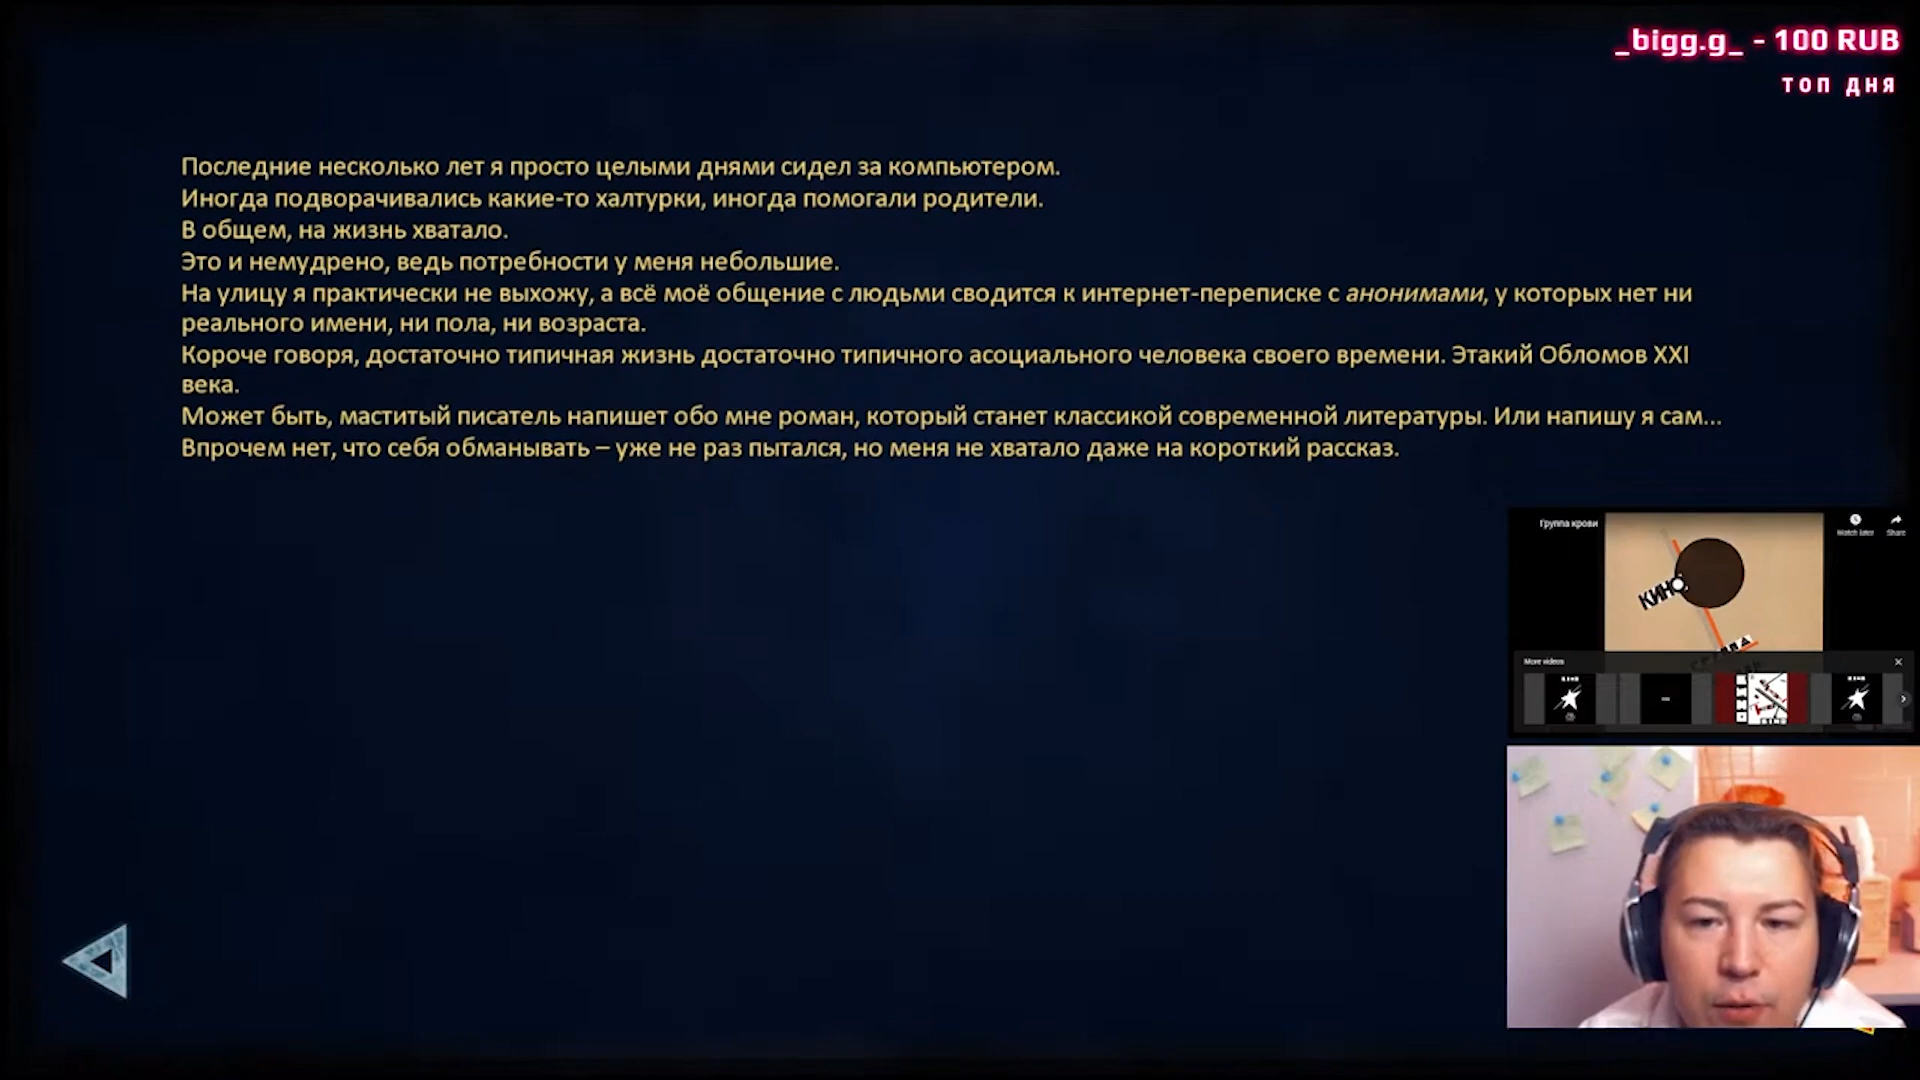 _bigg.g_ - 100 RUB
топ дня
Последние несколько лет я просто целыми днями сидел за компьютером.
Иногда подворачивались какие-то халтурки, иногда помогали родители.
В общем, на жизнь хватало.
Это и немудрено, ведь потребности у меня небольшие.
На улицу я практически не выхожу, а всё моё общение с людьми сводится к интернет-переписке с анонимами, у которых нет ни
реального имени, ни пола, ни возраста.
Короче говоря, достаточно типичная жизнь достаточно типичного асоциального человека своего времени. Этакий Обломов XXI
века.
Может быть, маститый писатель напишет обо мне роман, который станет классикой современной литературы. Или напишу я сам...
Впрочем нет, что себя обманывать – уже не раз пытался, но меня не хватало даже на короткий рассказ.
Группа крови
Watch later
Share
КИНО
More videos